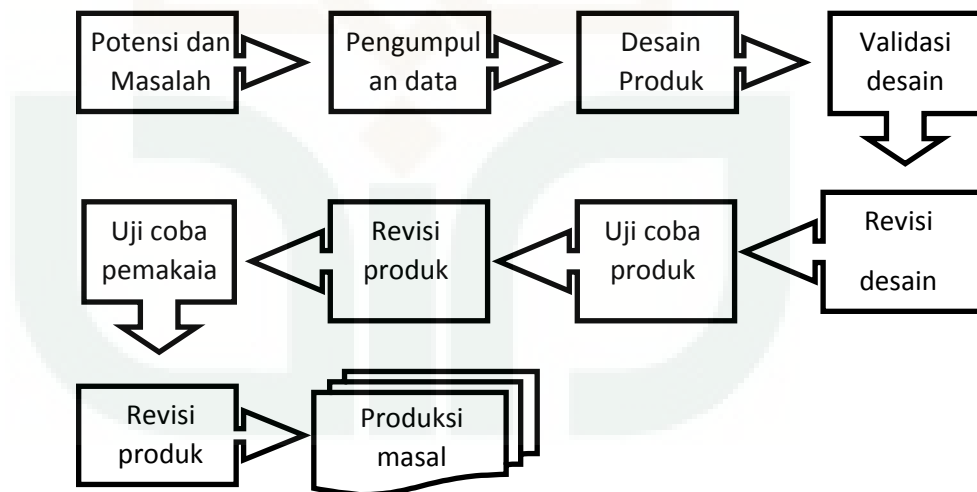 Potensi dan
Masalah
Pengumpul
an data
Desain
Produk
Validasi
desain
Revisi
desain
Uji coba
produk
Revisi
produk
Uji coba
pemakaia
Revisi
produk
Produksi
masal